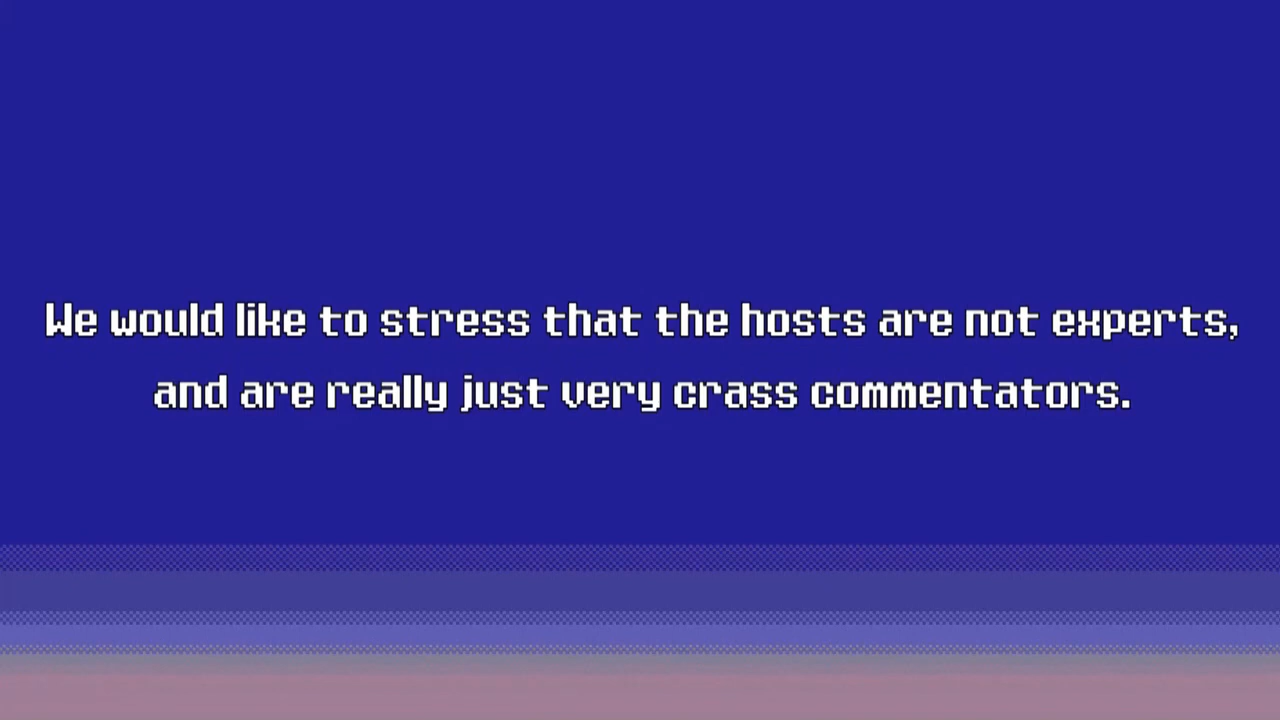 We would like to stress that the hosts are not experts,
and are really just very crass commentators.